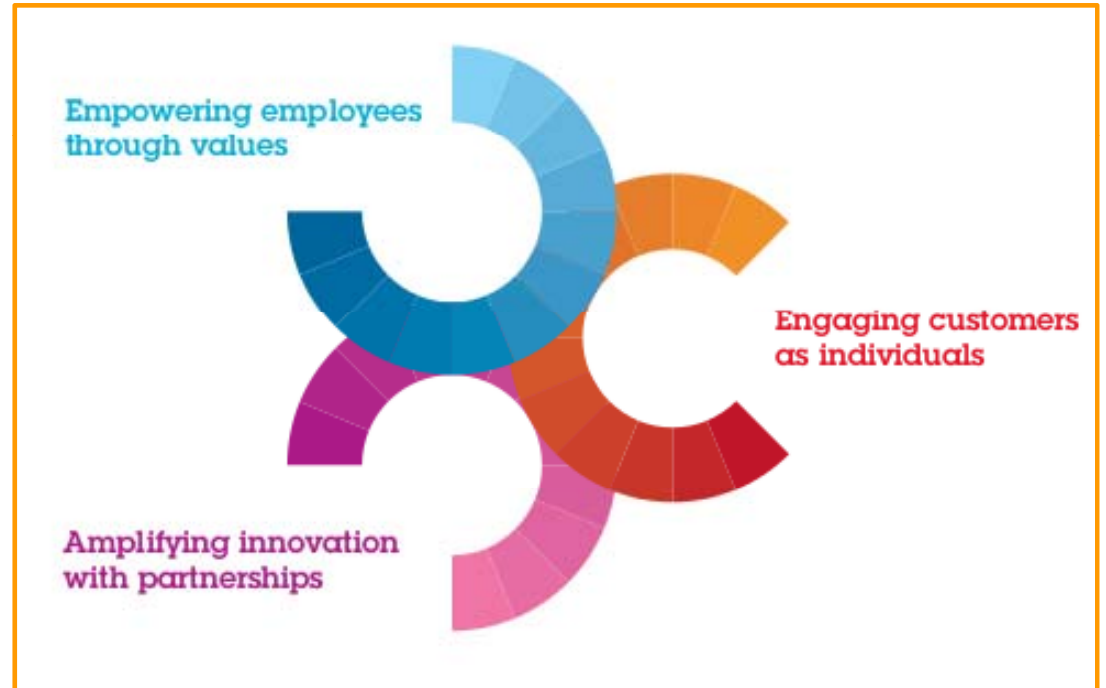 Empowering employees
through values
Engaging customers
as individuals
Amplifying innovation
with partnerships